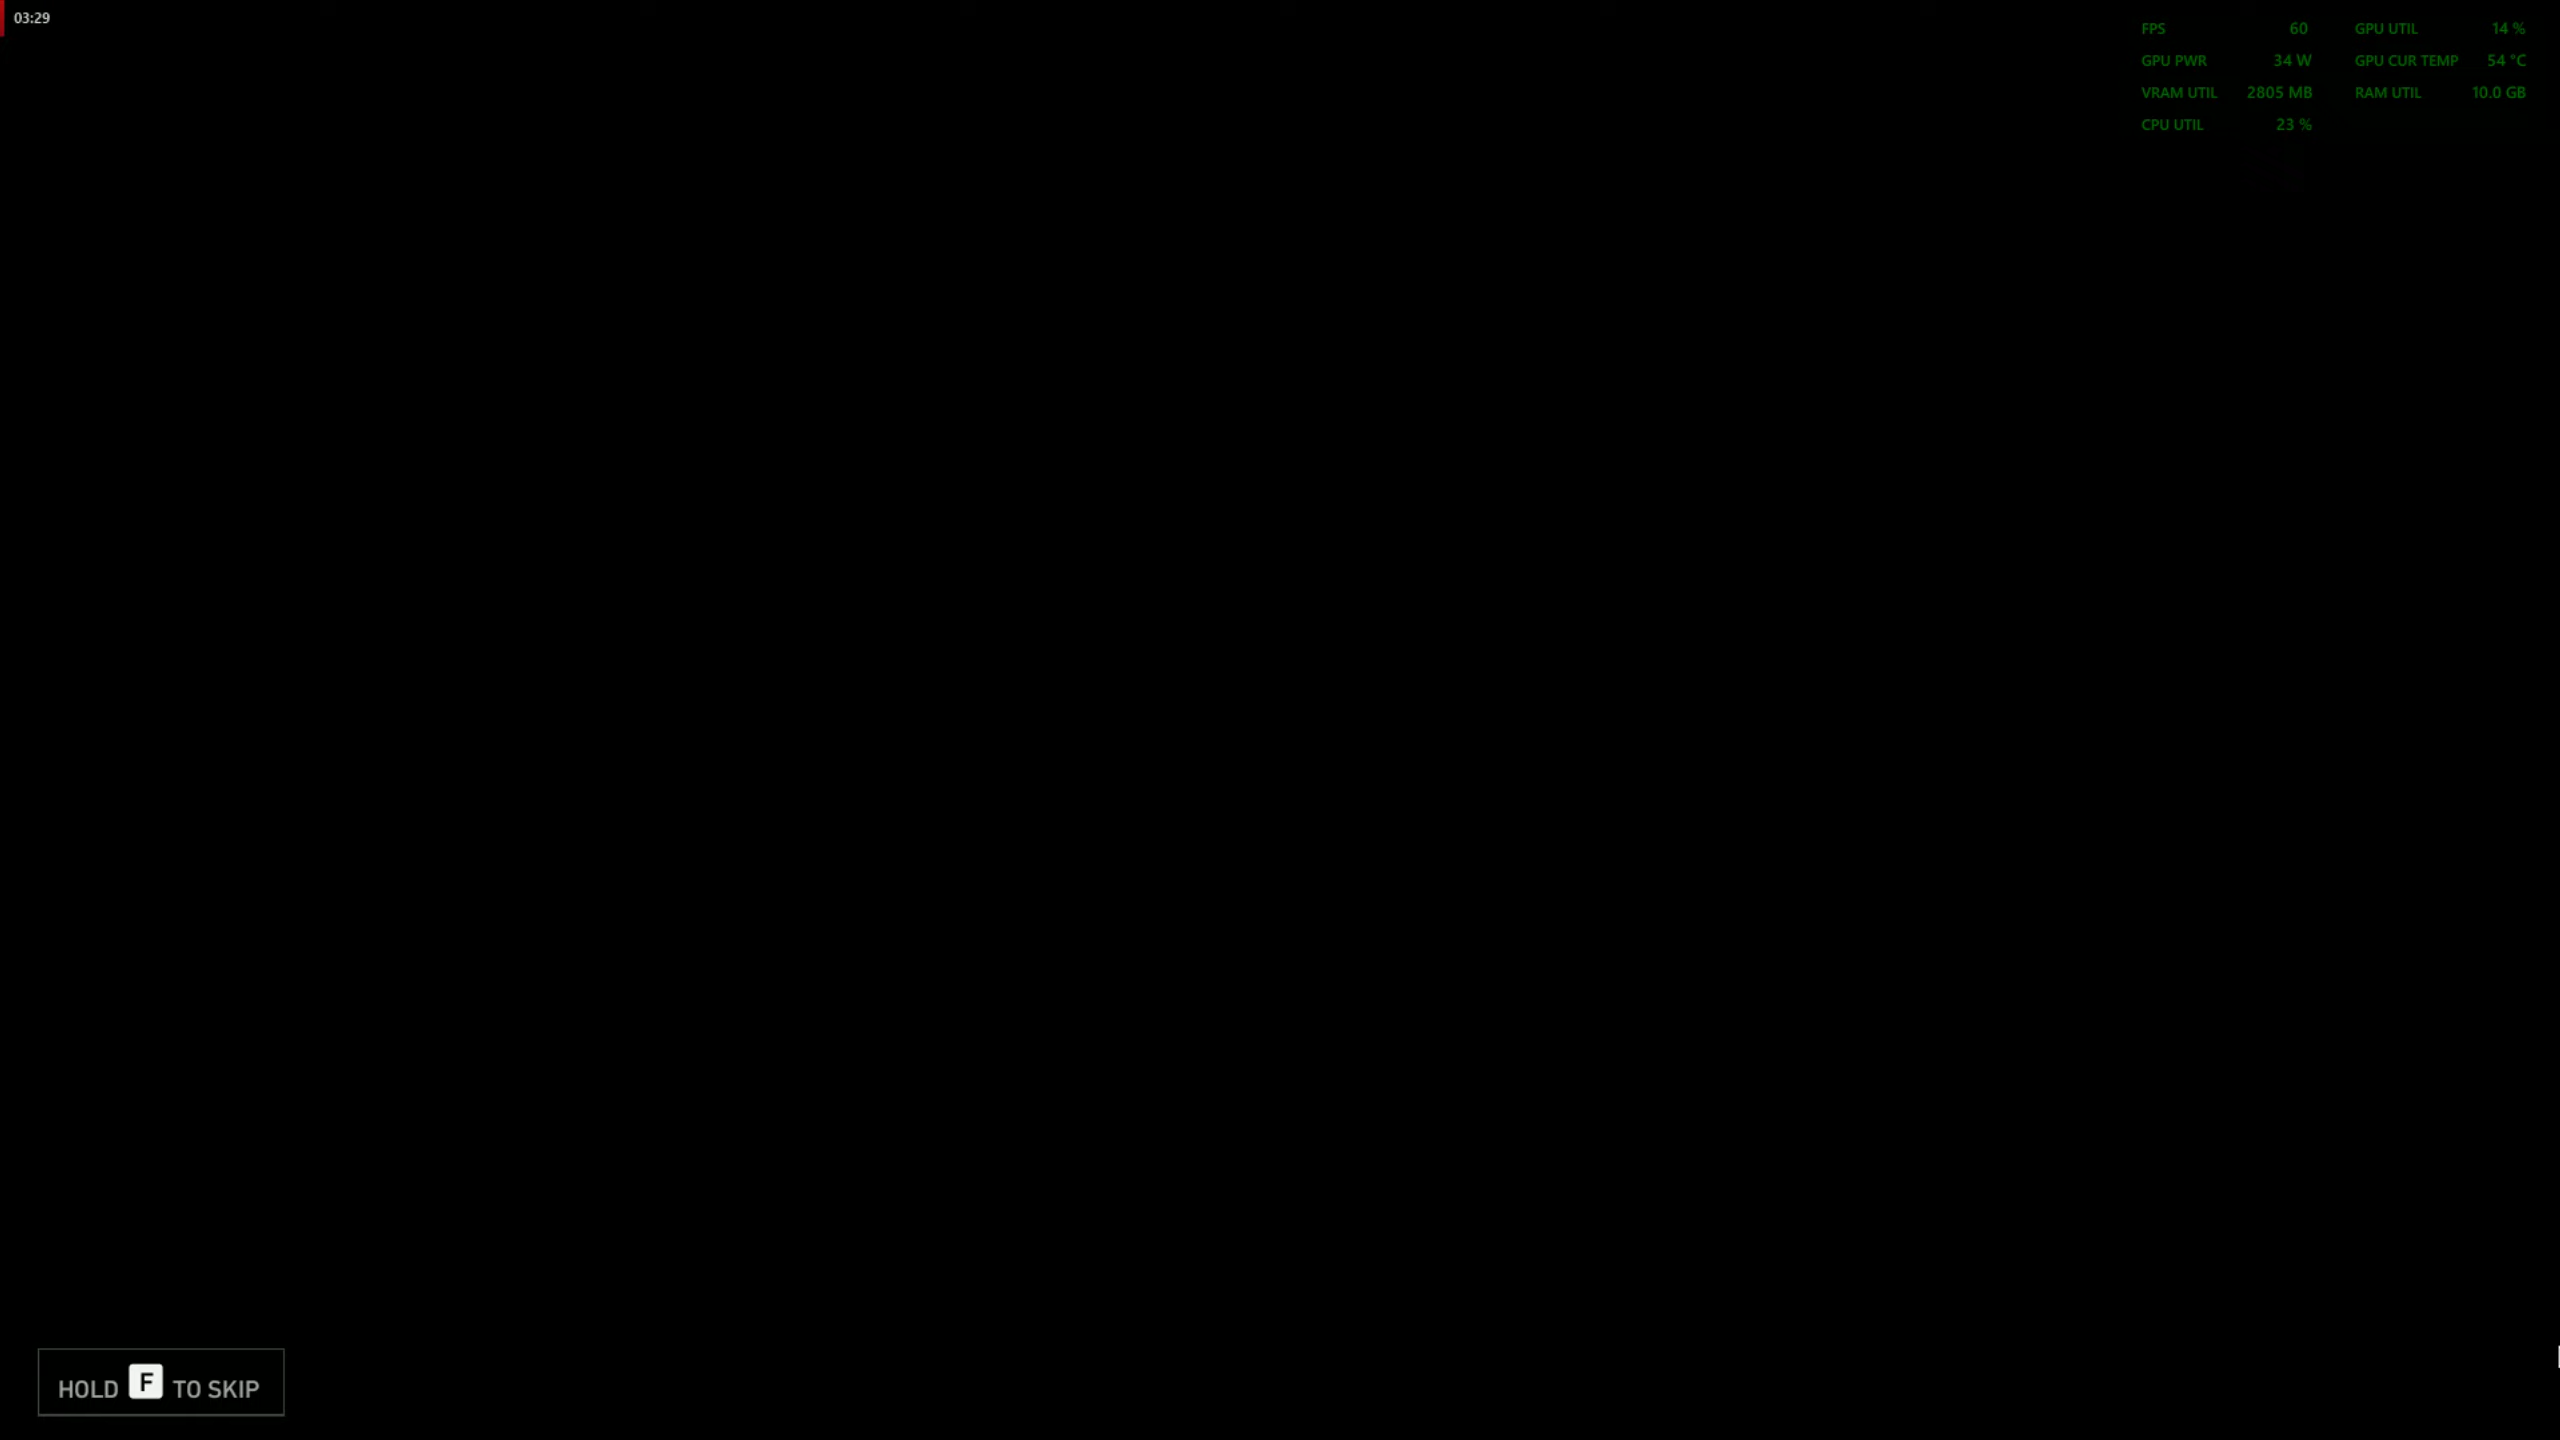 03:29
FPS 60 GPU UTIL 14 %
GPU PWR 34 W GPU CUR TEMP 54 °C
VRAM UTIL 2805 MB RAM UTIL 10.0 GB
CPU UTIL 23 %
HOLD F TO SKIP